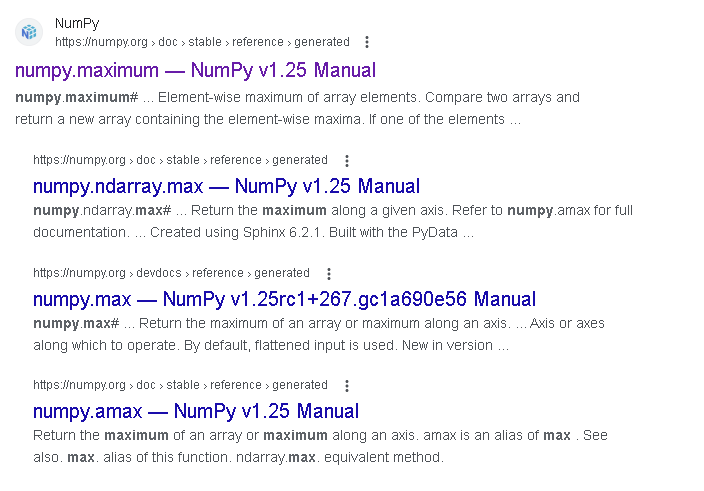 NumPy
https://numpy.org › doc › stable › reference › generated
numpy.maximum — NumPy v1.25 Manual
numpy.maximum# ... Element-wise maximum of array elements. Compare two arrays and
return a new array containing the element-wise maxima. If one of the elements ...
https://numpy.org › doc › stable › reference › generated
numpy.ndarray.max — NumPy v1.25 Manual
numpy.ndarray.max# ... Return the maximum along a given axis. Refer to numpy.amax for full
documentation. ... Created using Sphinx 6.2.1. Built with the PyData ...
https://numpy.org › devdocs › reference › generated
numpy.max — NumPy v1.25rc1+267.gc1a690e56 Manual
numpy.max# ... Return the maximum of an array or maximum along an axis. ... Axis or axes
along which to operate. By default, flattened input is used. New in version ...
https://numpy.org › doc › stable › reference › generated
numpy.amax — NumPy v1.25 Manual
Return the maximum of an array or maximum along an axis. amax is an alias of max . See
also. max. alias of this function. ndarray.max. equivalent method.